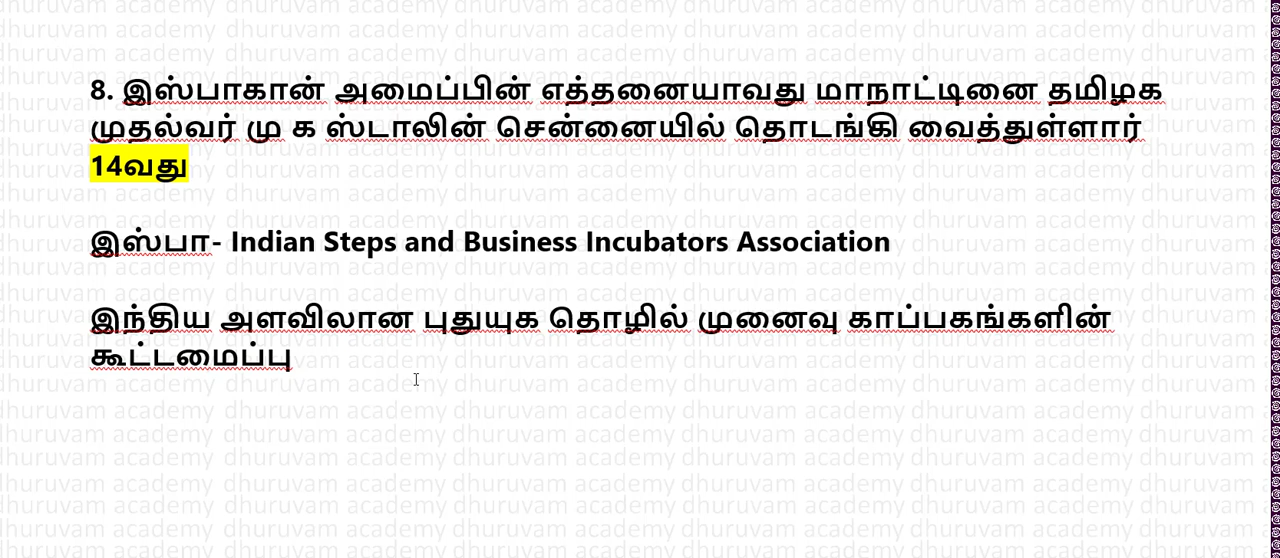 8. இஸ்பாகான் அமைப்பின் எத்தனையாவது மாநாட்டினை தமிழக
முதல்வர் மு க ஸ்டாலின் சென்னையில் தொடங்கி வைத்துள்ளார்
14வது
இஸ்பா- Indian Steps and Business Incubators Association
இந்திய அளவிலான புதுயுக தொழில் முனைவு காப்பகங்களின்
கூட்டமைப்பு